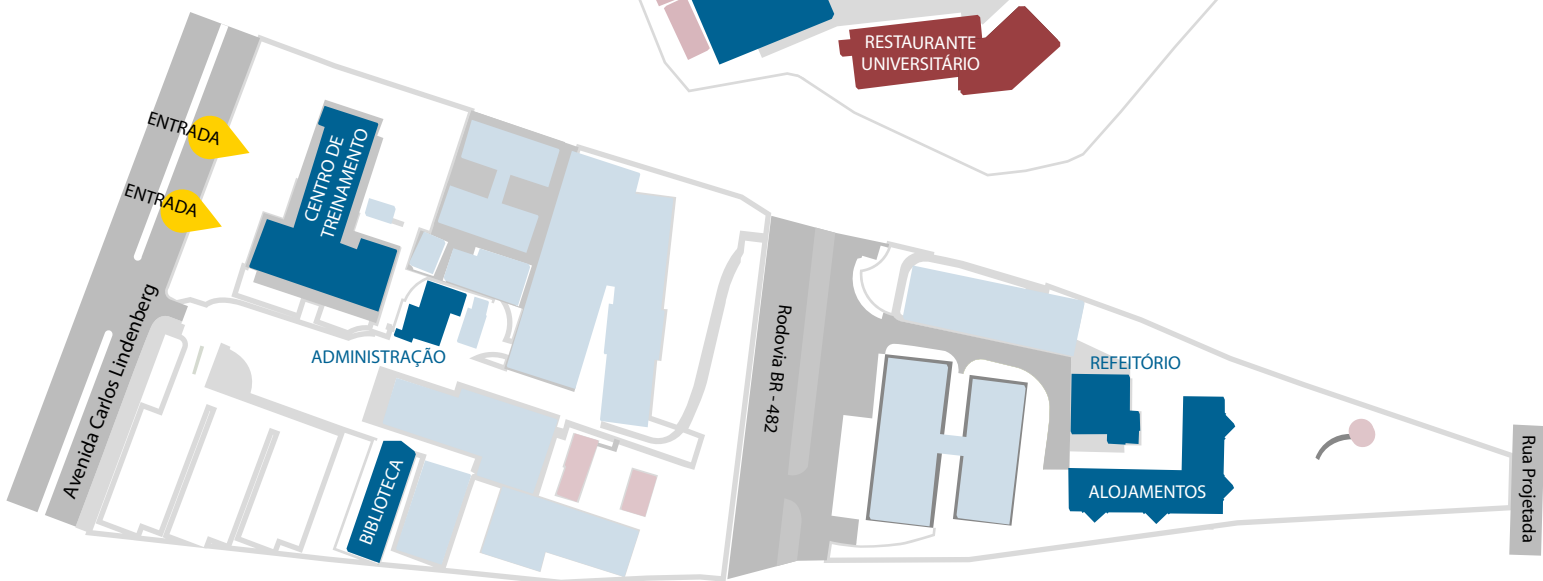 RESTAURANTE
UNIVERSITÁRIO
ENTRADA
CENTRO DE
TREINAMENTO
ENTRADA
Avenida Carlos Lindenberg
ADMINISTRAÇÃO
Rodovia BR - 482
REFEITÓRIO
BIBLIOTECA
ALOJAMENTOS
Rua Projetada